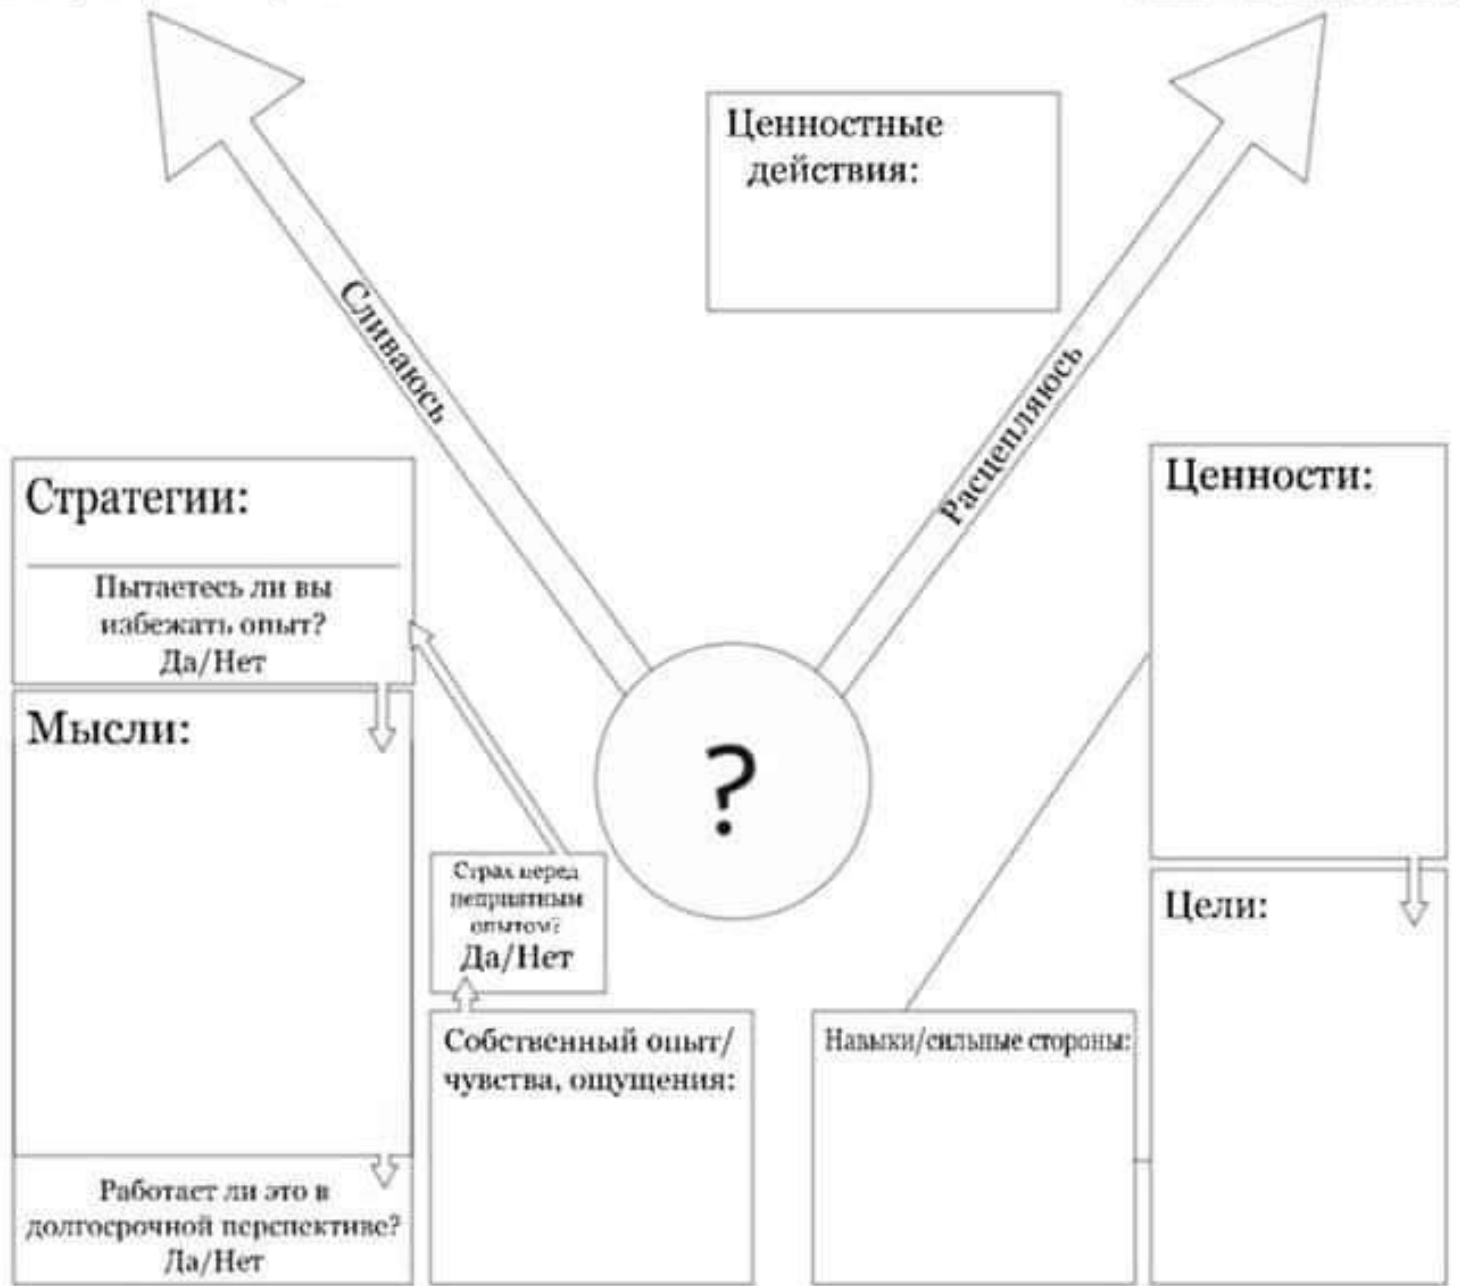 Ценностные
действия:
Сливаюсь
Расцепляюсь
Стратегии:
Пытаетесь ли вы
избежать опыт?
Да/Нет
Ценности:
Мысли:
?
Страх перед
неприятным
опытом?
Да/Нет
Цели:
Собственный опыт/
чувства, ощущения:
Навыки/сильные стороны:
Работает ли это в
долгосрочной перспективе?
Да/Нет